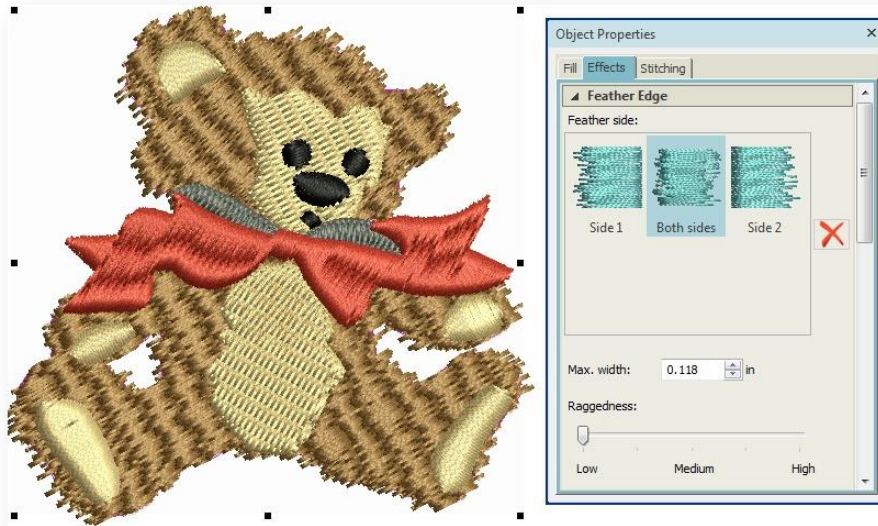 Object Properties
Fill Effects Stitching
Feather Edge
Feather side:
Side 1 Both sides Side 2
Max. width: 0.118 in
Raggedness:
Low Medium High